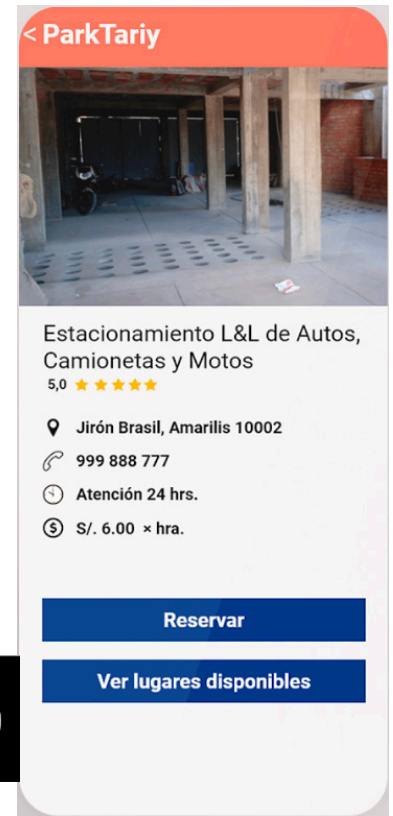 < ParkTariy
Estacionamiento L&L de Autos,
Camionetas y Motos
5,0
Jirón Brasil, Amarilis 10002
999 888 777
Atención 24 hrs.
$ S/. 6.00 × hra.
Reservar
Ver lugares disponibles